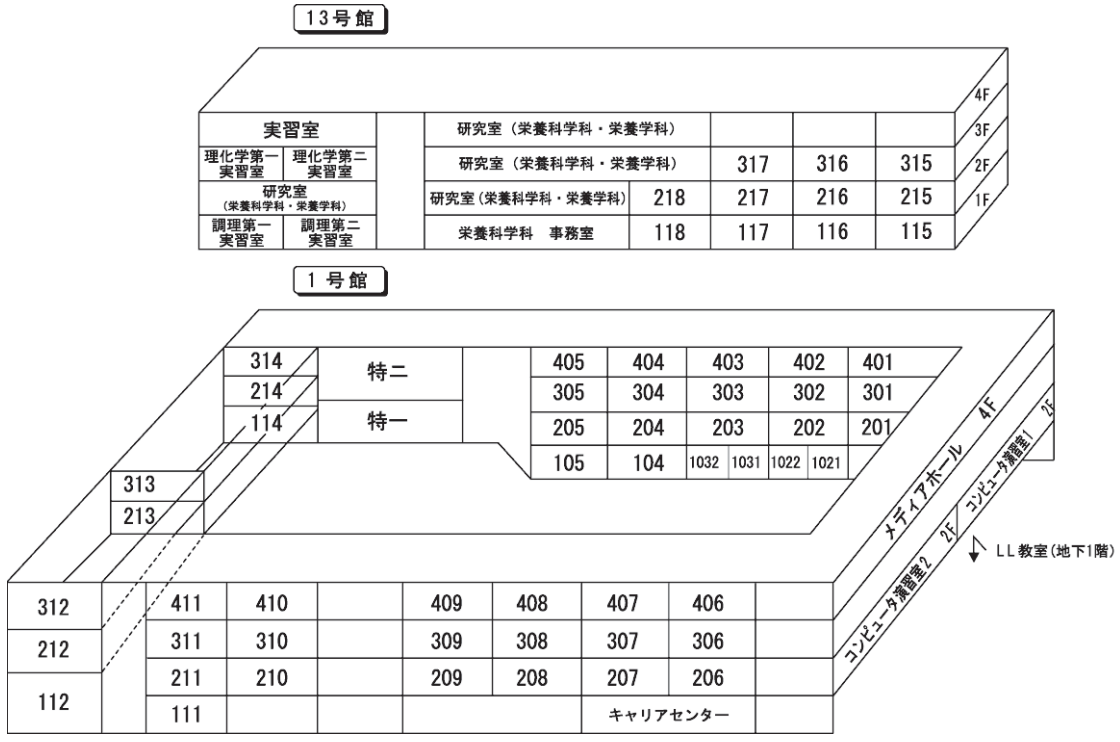 13号館
4F
実習室
研究室(栄養科学科・栄養学科)
3F
理化学第一
実習室
理化学第二
実習室
研究室(栄養科学科・栄養学科)
317
316
315
2F
研究室
(栄養科学科・栄養学科)
研究室(栄養科学科・栄養学科)
218
217
216
215
1F
調理第一
実習室
調理第二
実習室
栄養科学科 事務室
118
117
116
115
1号館
314
特二
405
404
403
402
401
214
305
304
303
302
301
114
特一
205
204
203
202
201
105
104
1032
1031
1022
1021
313
213
メディアホール 4F
コンピュータ演習室1 2F
コンピュータ演習室2 2F
LL教室(地下1階)
312
411
410
409
408
407
406
212
311
310
309
308
307
306
211
210
209
208
207
206
112
111
キャリアセンター